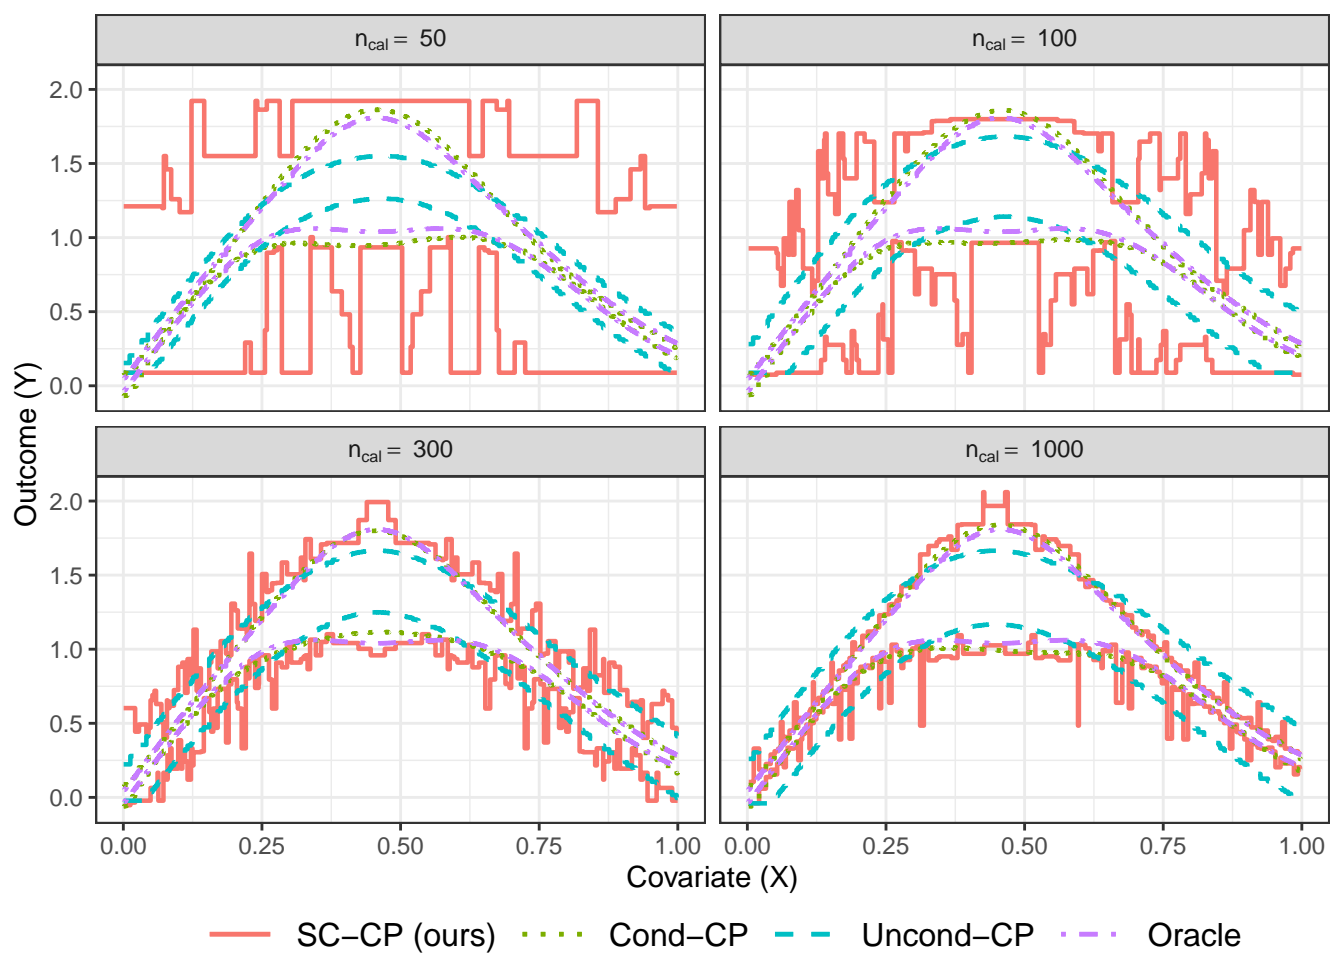 n_cal = 50
n_cal = 100
2.0
1.5
1.0
0.5
0.0
n_cal = 300
n_cal = 1000
2.0
1.5
1.0
0.5
0.0
Outcome (Y)
0.00 0.25 0.50 0.75 1.00 0.00 0.25 0.50 0.75 1.00
Covariate (X)
SC−CP (ours) Cond−CP Uncond−CP Oracle